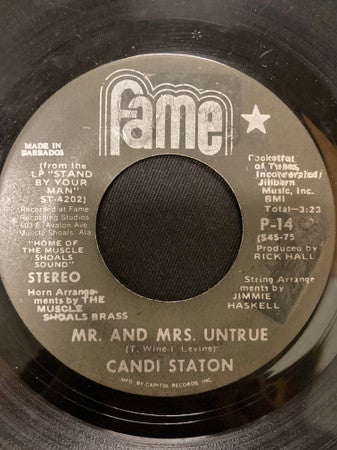 fame
MADE IN
BARBADOS
(from the
LP "STAND
BY YOUR
MAN"
ST-4202)
Recorded at Fame
Recording Studios
603 E. Avalon Ave
Muscle Shoals Ala.
"HOME OF
THE MUSCLE
SHOALS
SOUND"
STEREO
Horn Arrange-
ments by THE
MUSCLE
SHOALS BRASS
Pocketful
of Tunes,
Incorporated/
Jillbern
Music, Inc.
BMI
Total-3:23
P-14
(S45-75
Produced by
RICK HALL
String Arrange
ments by
JIMMIE
HASKELL
MR. AND MRS. UNTRUE
(T. Wine-I. Levine)
CANDI STATON
MFD. BY CAPITOL RECORDS INC